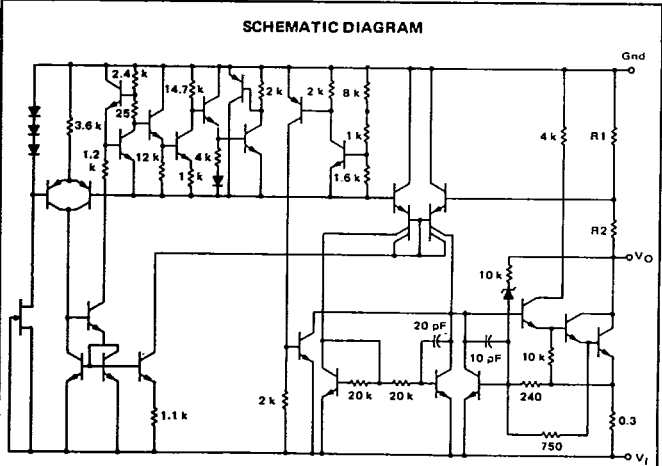 SCHEMATIC DIAGRAM
Gnd
2.4 k
14.7 k
2 k
2 k
8 k
25
3.6 k
1 k
4 k
R1
1.2 k
12 k
4 k
1 k
1.6 k
R2
VO
10 k
20 pF
10 pF
10 k
20 k
20 k
240
2 k
1.1 k
0.3
750
VI